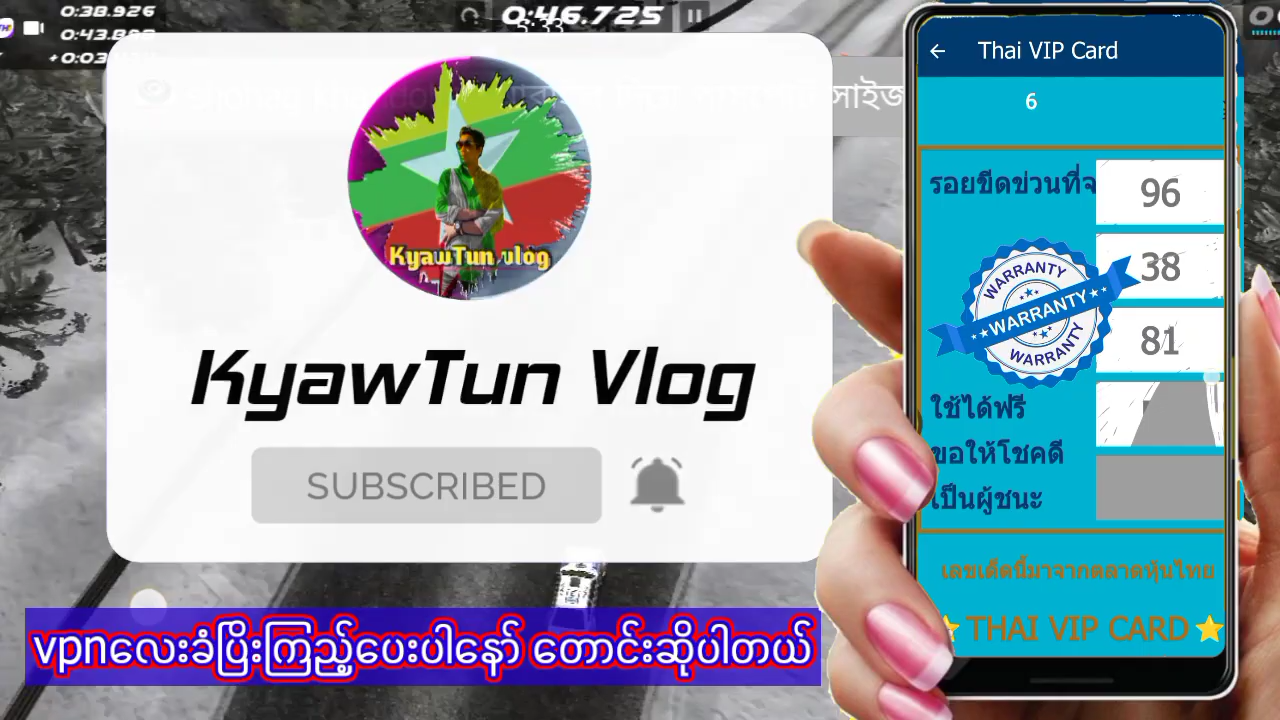 0:38.926
0:46.725
5:33
সাইজ
KyawTun vlog
KyawTun Vlog
SUBSCRIBED
vpnလေးခံပြီးကြည့်ပေးပါနော် တောင်းဆိုပါတယ်
Thai VIP Card
6
รอยขีดข่วนที่จ
96
38
81
WARRANTY
WARRANTY
WARRANTY
ใช้ได้ฟรี
ขอให้โชคดี
เป็นผู้ชนะ
เลขเด็ดนี้มาจากตลาดหุ้นไทย
THAI VIP CARD